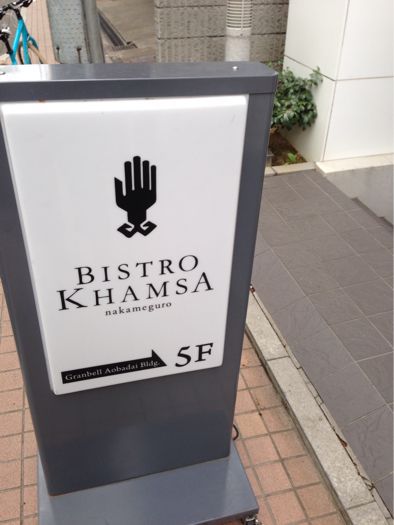 BISTRO
KHAMSA
nakameguro
Granbell Aobadai Bldg. 5F